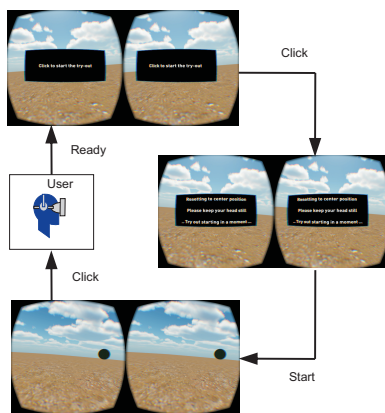 Click to start the try-out
Click to start the try-out
Click
Ready
User
Resetting to center position
Please keep your head still
Try out starting in a moment
Resetting to center position
Please keep your head still
Try out starting in a moment
Click
Start